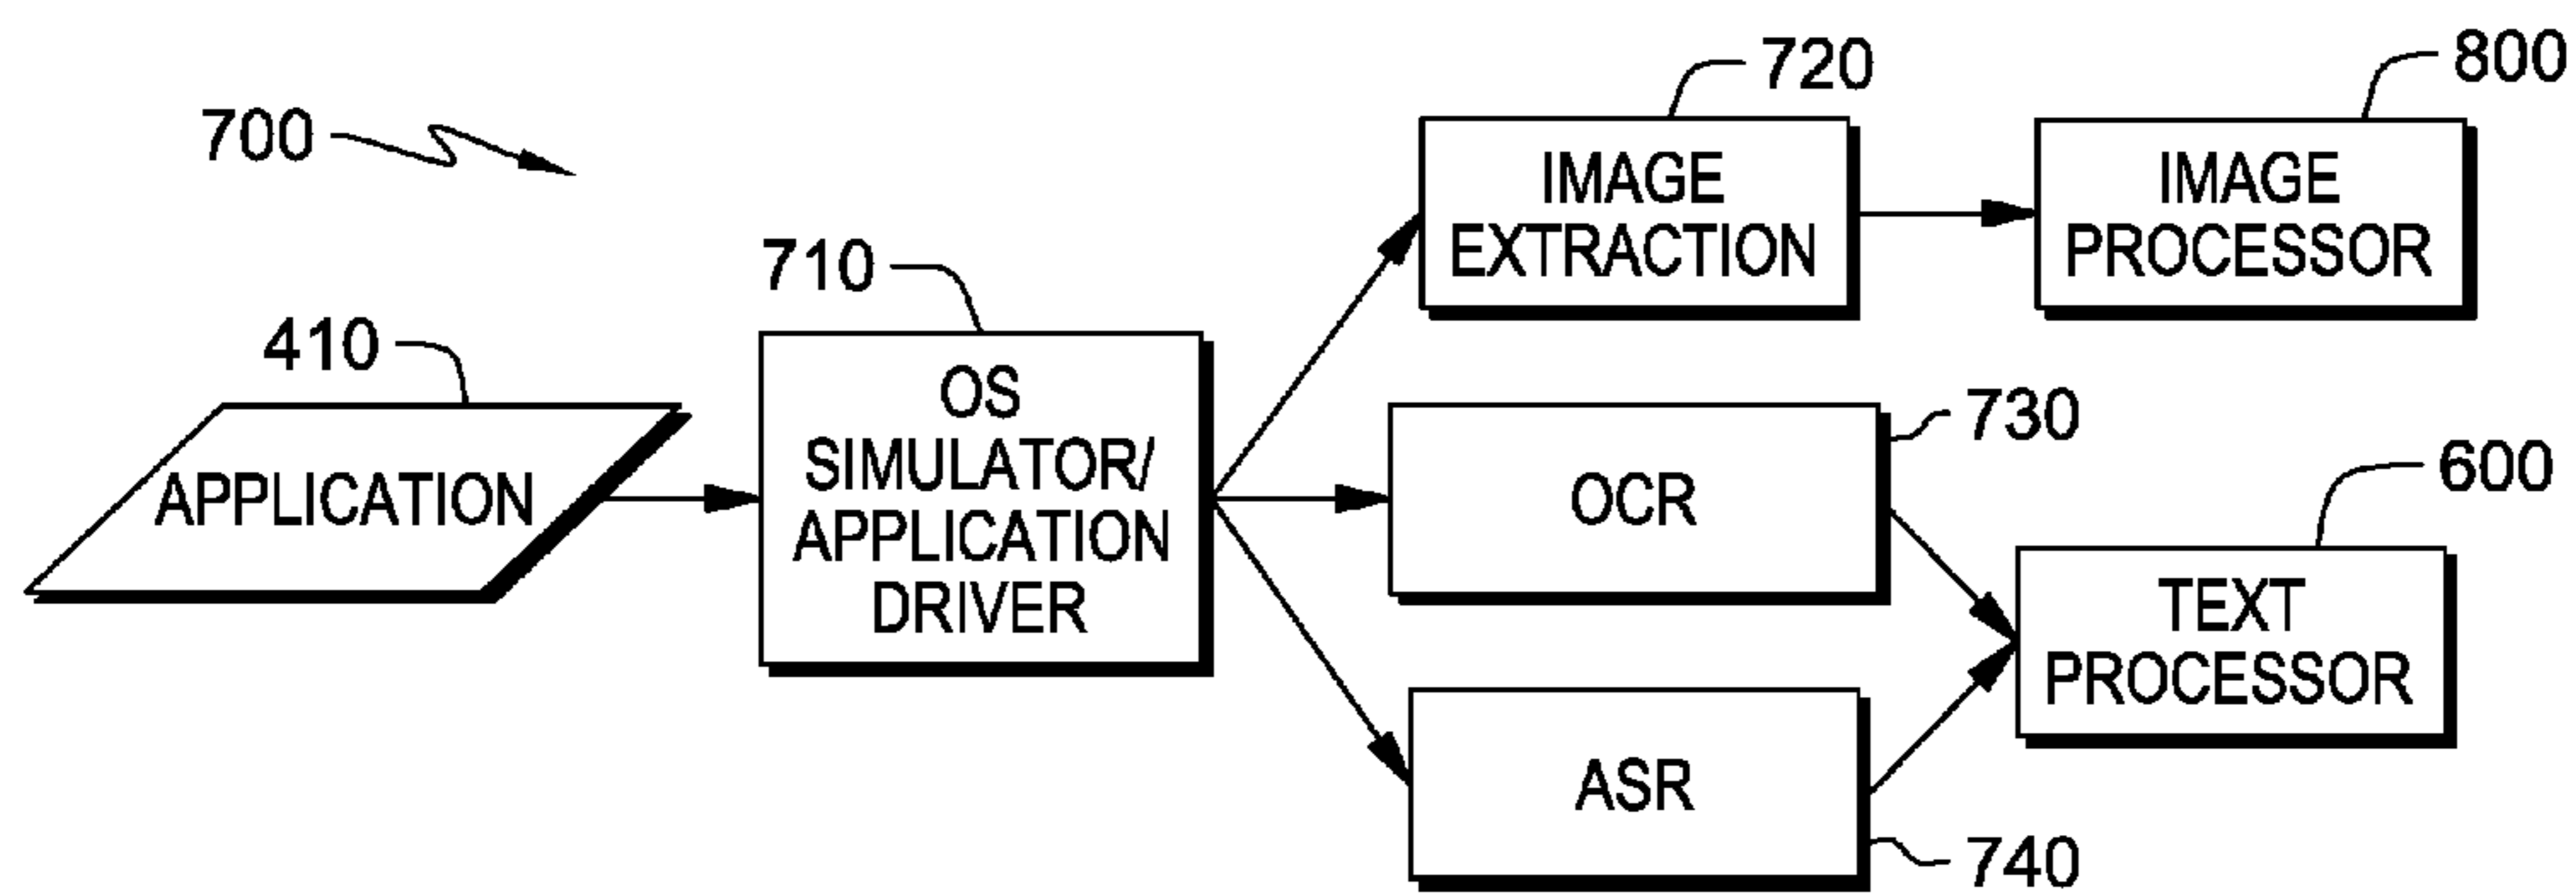 720
800
700
IMAGE
EXTRACTION
IMAGE
PROCESSOR
710
410
OS
SIMULATOR/
APPLICATION
DRIVER
APPLICATION
730
OCR
600
TEXT
PROCESSOR
ASR
740